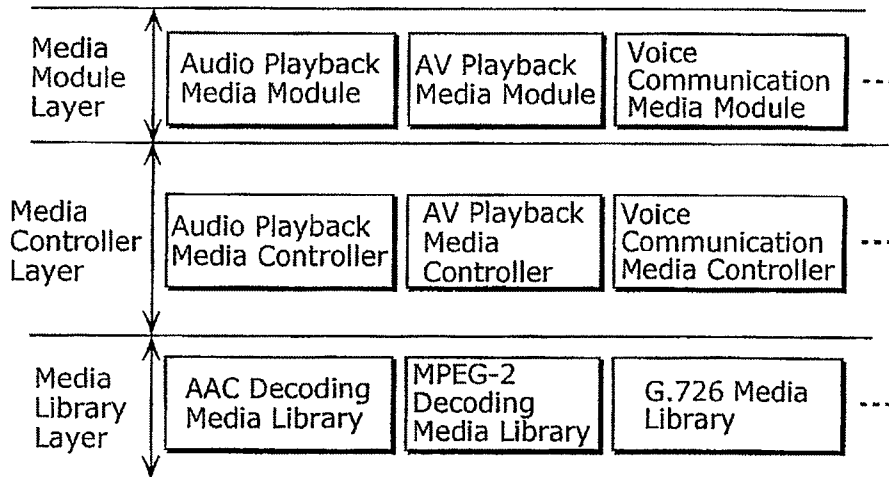 Media
Module
Layer
Audio Playback
Media Module
AV Playback
Media Module
Voice
Communication
Media Module
Media
Controller
Layer
Audio Playback
Media Controller
AV Playback
Media
Controller
Voice
Communication
Media Controller
Media
Library
Layer
AAC Decoding
Media Library
MPEG-2
Decoding
Media Library
G.726 Media
Library